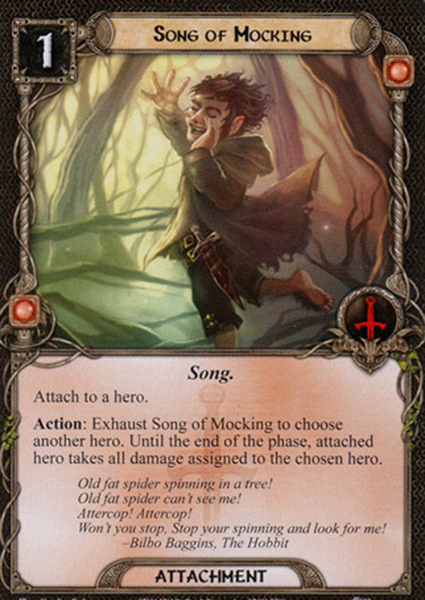 1
SONG OF MOCKING
Song.
Attach to a hero.
Action: Exhaust Song of Mocking to choose
another hero. Until the end of the phase, attached
hero takes all damage assigned to the chosen hero.
Old fat spider spinning in a tree!
Old fat spider can't see me!
Attercop! Attercop!
Won't you stop, Stop your spinning and look for me!
–Bilbo Baggins, The Hobbit
ATTACHMENT